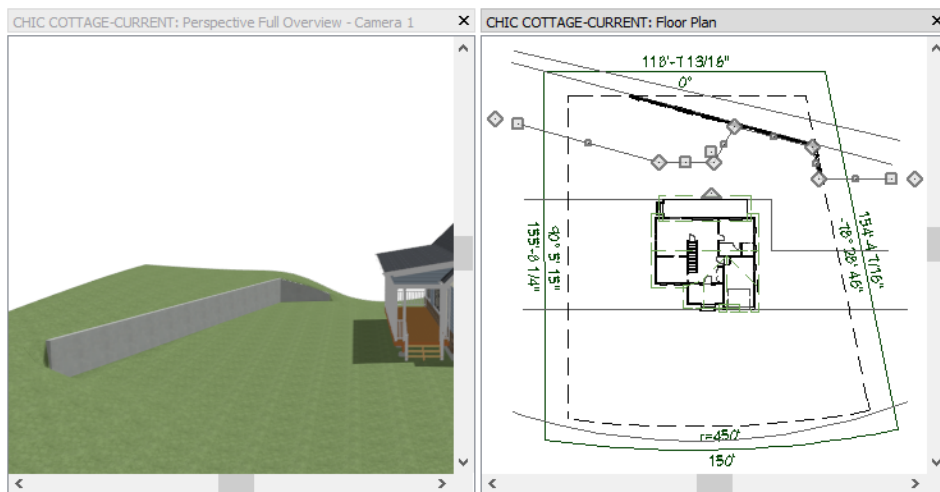 CHIC COTTAGE-CURRENT: Perspective Full Overview - Camera 1
CHIC COTTAGE-CURRENT: Floor Plan
118'-7 13/16"
0°
155'-8 1/4"
90° 5' 15"
154'-4 7/16"
-78° 28' 46"
r=450'
150'